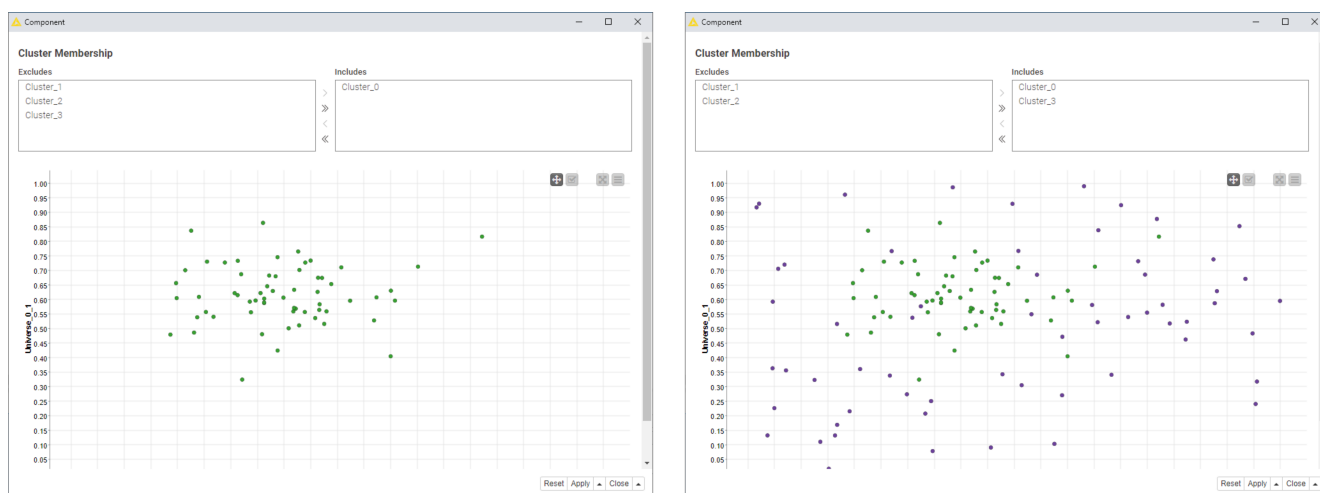 Component
Cluster Membership
Excludes Includes
Cluster_1 Cluster_0
Cluster_2
Cluster_3
1.00
0.95
0.90
0.85
0.80
0.75
0.70
0.65
0.60
0.55
0.50
0.45
0.40
0.35
0.30
0.25
0.20
0.15
0.10
0.05
Universe_0_1
Reset Apply Close
Component
Cluster Membership
Excludes Includes
Cluster_1 Cluster_0
Cluster_2 Cluster_3
1.00
0.95
0.90
0.85
0.80
0.75
0.70
0.65
0.60
0.55
0.50
0.45
0.40
0.35
0.30
0.25
0.20
0.15
0.10
0.05
Universe_0_1
Reset Apply Close